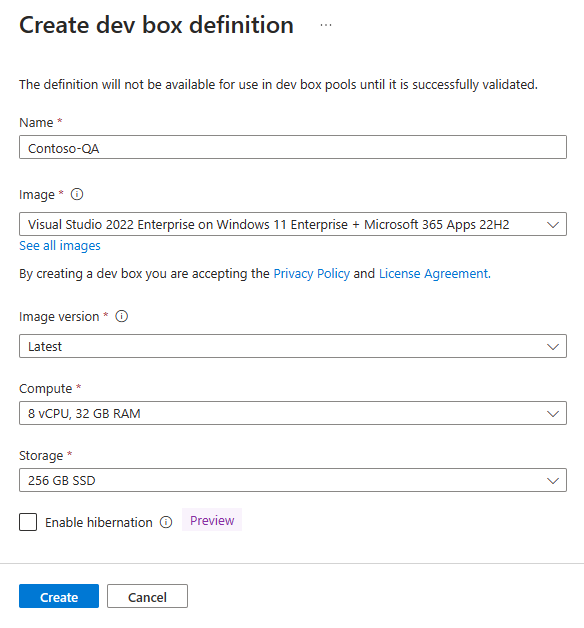 Create dev box definition ...
The definition will not be available for use in dev box pools until it is successfully validated.
Name *
Contoso-QA
Image *
Visual Studio 2022 Enterprise on Windows 11 Enterprise + Microsoft 365 Apps 22H2
See all images
By creating a dev box you are accepting the Privacy Policy and License Agreement.
Image version *
Latest
Compute *
8 vCPU, 32 GB RAM
Storage *
256 GB SSD
Enable hibernation Preview
Create Cancel